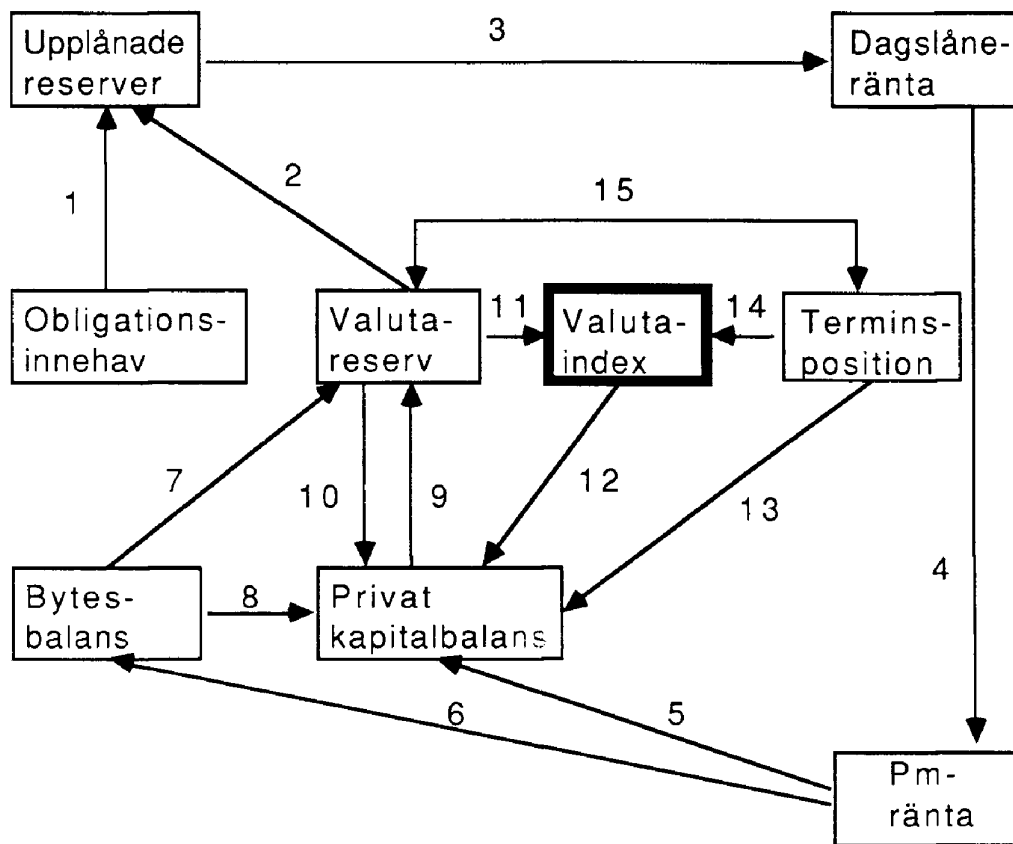 Upplånade
reserver
3
Dagslåne-
ränta
1
2
15
Obligations-
innehav
Valuta-
reserv
11
Valuta-
index
14
Termins-
position
7
10
9
12
13
4
Bytes-
balans
8
Privat
kapitalbalans
6
5
Pm-
ränta